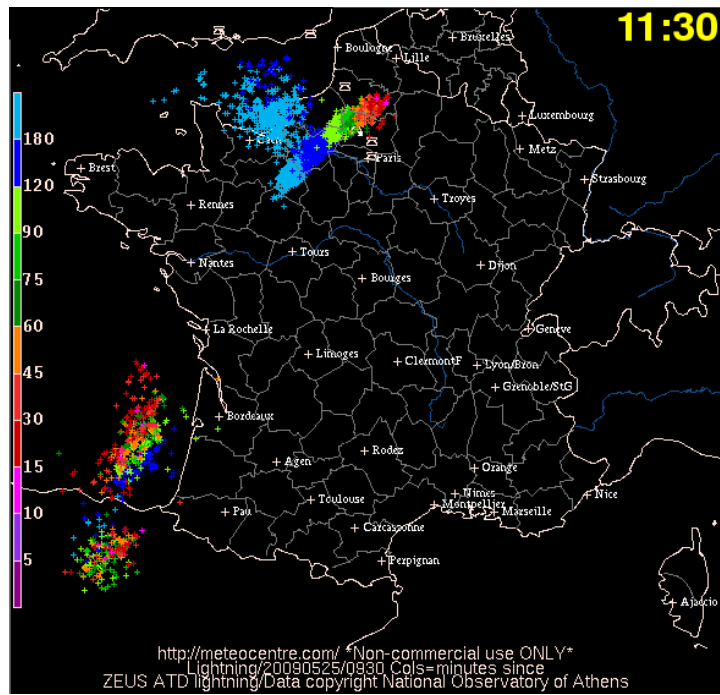 11:30
Bruxelles
Boulogne
Lille
Luxembourg
180
Caen
Metz
Paris
Brest
Strasbourg
120
Rennes
Troyes
90
Tours
Nantes
Dijon
75
Bourges
60
La Rochelle
Geneve
Limoges
ClermontF
Lyon/Bron
45
Grenoble/StG
30
Bordeaux
Rodez
15
Agen
Orange
Nimes
Nice
10
Toulouse
Montpellier
Pau
Marseille
Carcassonne
5
Perpignan
Ajaccio
http://meteocentre.com/ *Non-commercial use ONLY*
Lightning/20090525/0930 Cols=minutes since
ZEUS ATD lightning/Data copyright National Observatory of Athens